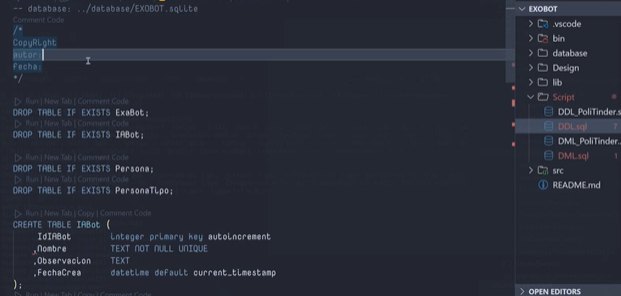 -- database: ../database/EXOBOT.sqlite
Comment Code
/*
CopyRight
autor:
fecha:
*/
Run | New Tab | Comment Code
DROP TABLE IF EXISTS ExaBot;
Run | New Tab | Comment Code
DROP TABLE IF EXISTS IABot;
Run | New Tab | Comment Code
DROP TABLE IF EXISTS Persona;
Run | New Tab | Comment Code
DROP TABLE IF EXISTS PersonaTipo;
Run | New Tab | Copy | Comment Code
CREATE TABLE IABot (
IdIABot integer primary key autoincrement
,Nombre TEXT NOT NULL UNIQUE
,Observacion TEXT
,FechaCrea datetime default current_timestamp
);
Run | New Tab | Copy | Comment Code
EXOBOT
.vscode
bin
database
Design
lib
Script
DDL_PoliTinder.s
DDL.sql 7
DML_PoliTinder..
DML.sql 1
src
README.md
OPEN EDITORS